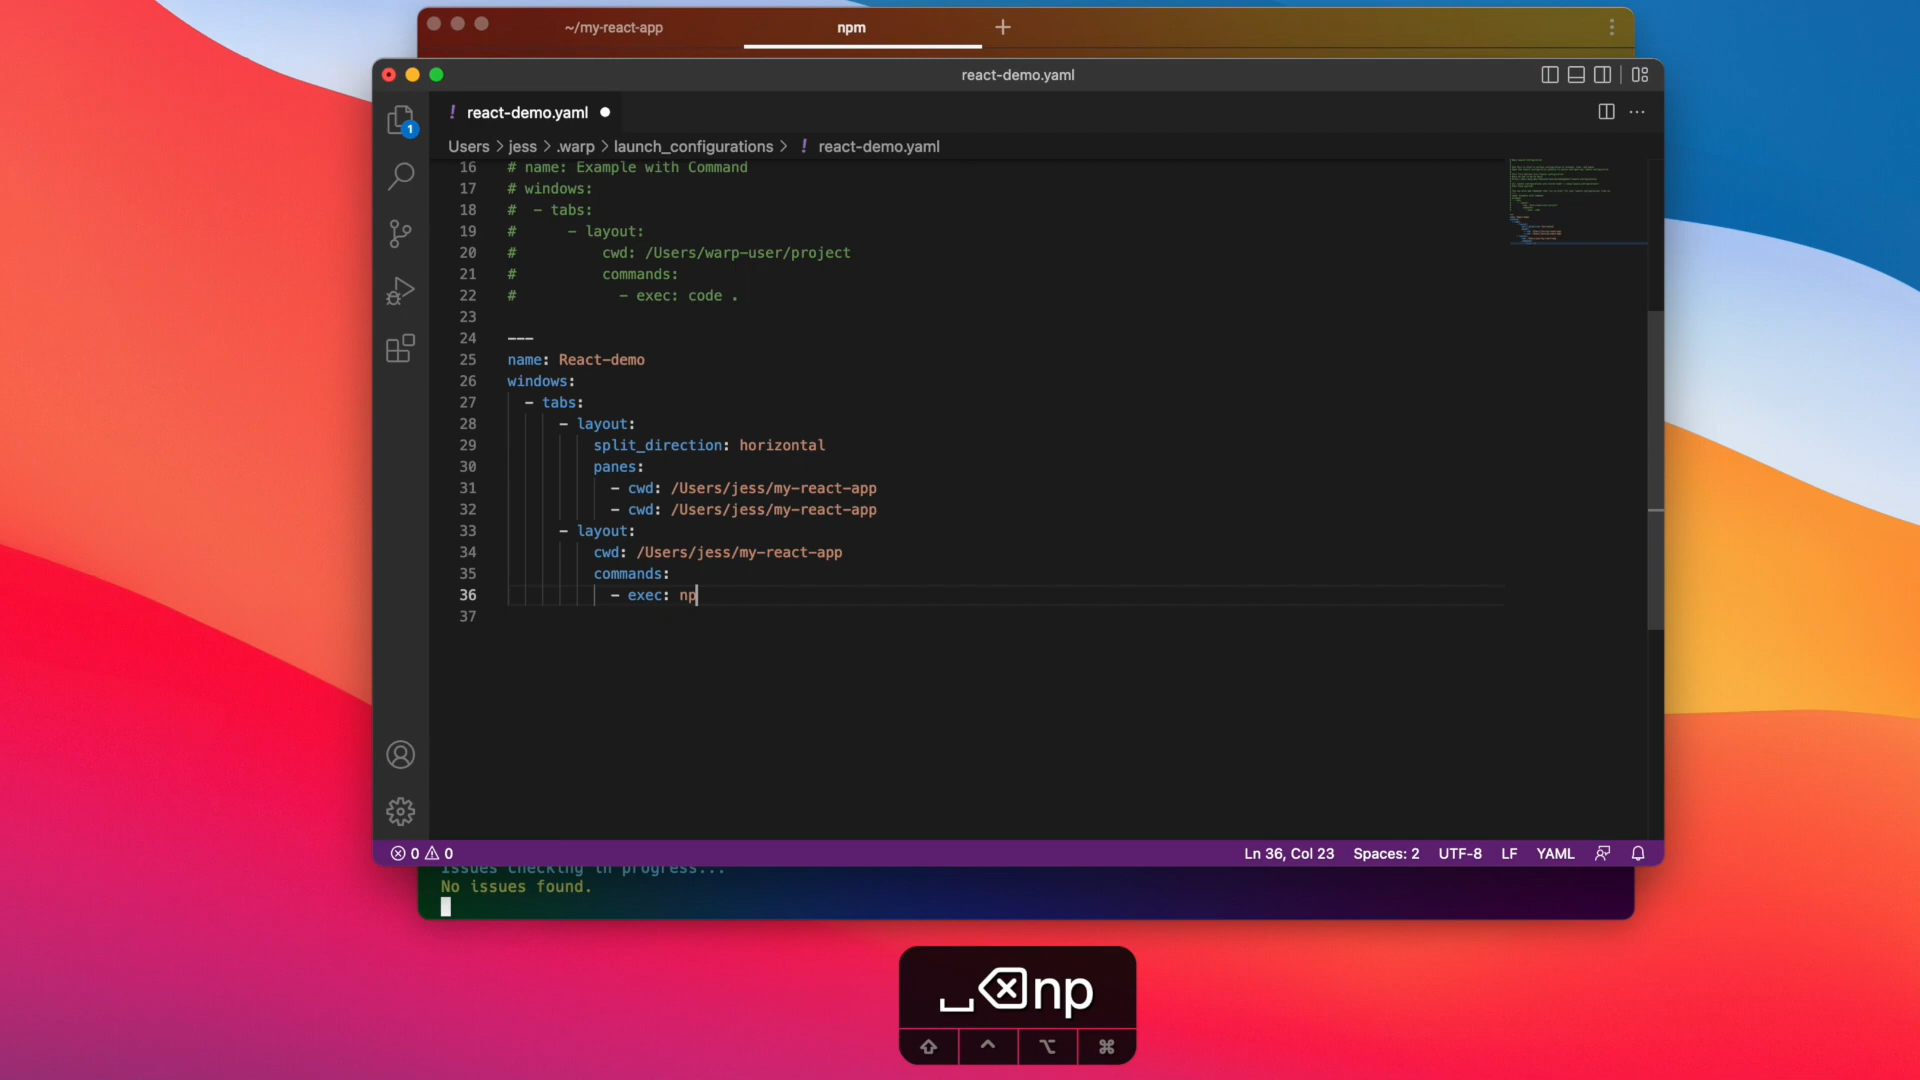 ~/my-react-app
npm
react-demo.yaml
! react-demo.yaml
1
Users > jess > .warp > launch_configurations > ! react-demo.yaml
16 # name: Example with Command
17 # windows:
18 #  - tabs:
19 #      - layout:
20 #          cwd: /Users/warp-user/project
21 #          commands:
22 #            - exec: code .
23
24 ---
25 name: React-demo
26 windows:
27   - tabs:
28       - layout:
29           split_direction: horizontal
30           panes:
31             - cwd: /Users/jess/my-react-app
32             - cwd: /Users/jess/my-react-app
33       - layout:
34           cwd: /Users/jess/my-react-app
35           commands:
36             - exec: np
37
0 0 Ln 36, Col 23 Spaces: 2 UTF-8 LF YAML
Issues checking in progress...
No issues found.
␣⌫np
⇧ ⌃ ⌥ ⌘